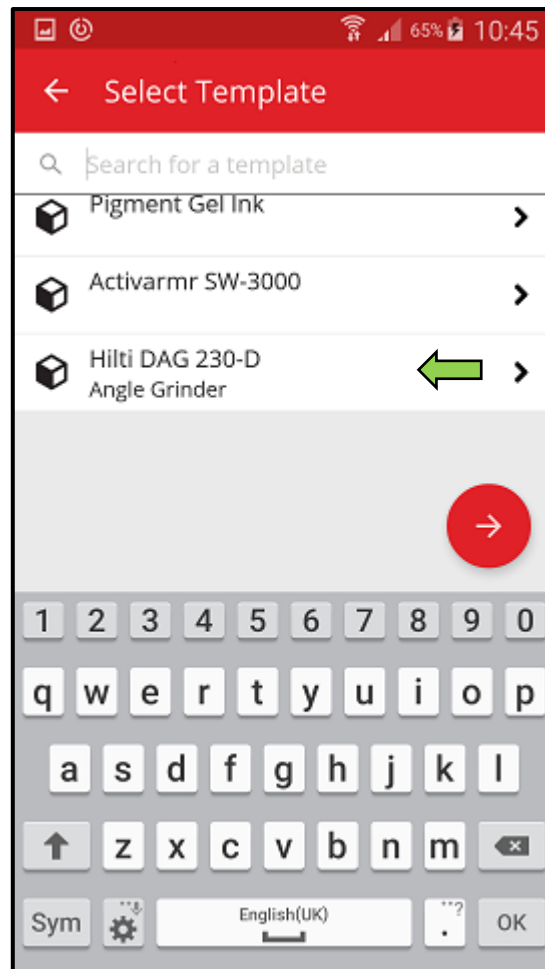 65% 10:45
Select Template
Search for a template
Pigment Gel Ink
Activarmr SW-3000
Hilti DAG 230-D
Angle Grinder
1 2 3 4 5 6 7 8 9 0
q w e r t y u i o p
a s d f g h j k l
z x c v b n m
Sym English(UK) .,? OK